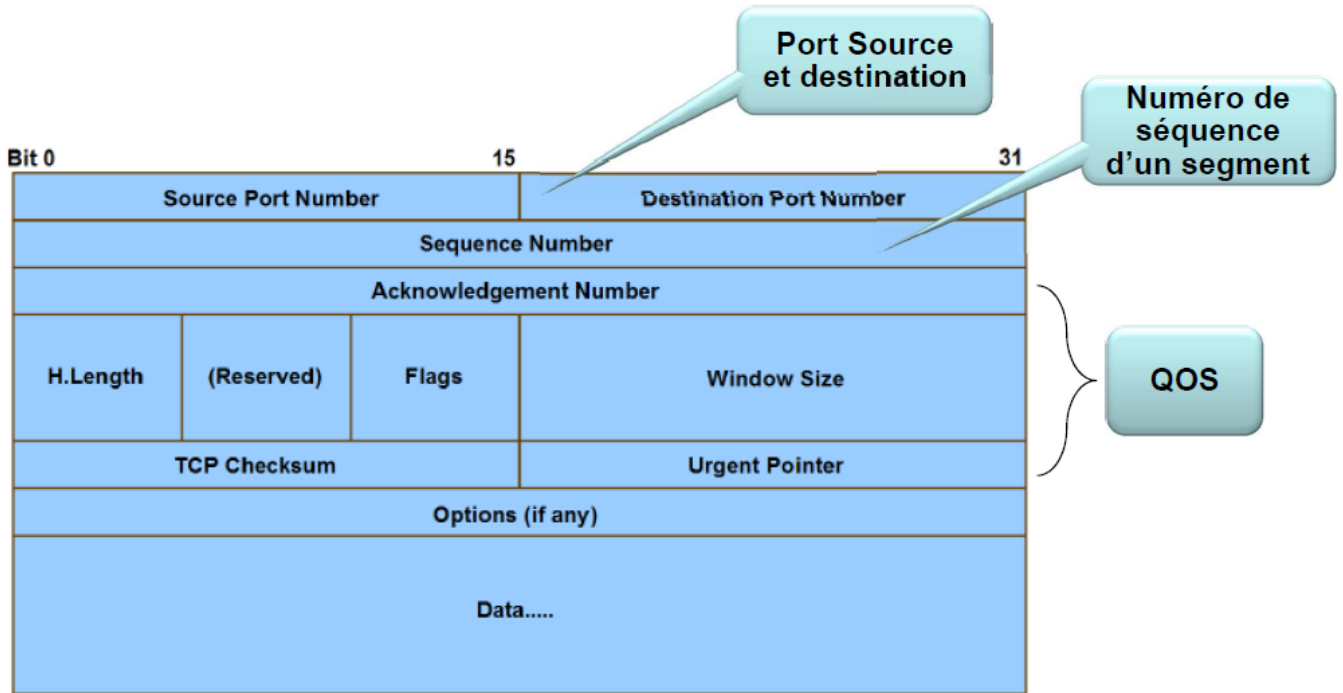 Port Source
et destination
Numéro de
séquence
d'un segment
Bit 0 15 31
Source Port Number Destination Port Number
Sequence Number
Acknowledgement Number
H.Length (Reserved) Flags Window Size
QOS
TCP Checksum Urgent Pointer
Options (if any)
Data.....